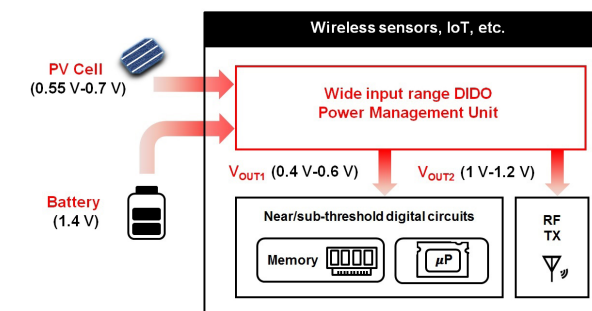 Wireless sensors, IoT, etc.
PV Cell
(0.55 V-0.7 V)
Wide input range DIDO
Power Management Unit
VOUT1 (0.4 V-0.6 V)
VOUT2 (1 V-1.2 V)
Battery
(1.4 V)
Near/sub-threshold digital circuits
Memory
μP
RF
TX